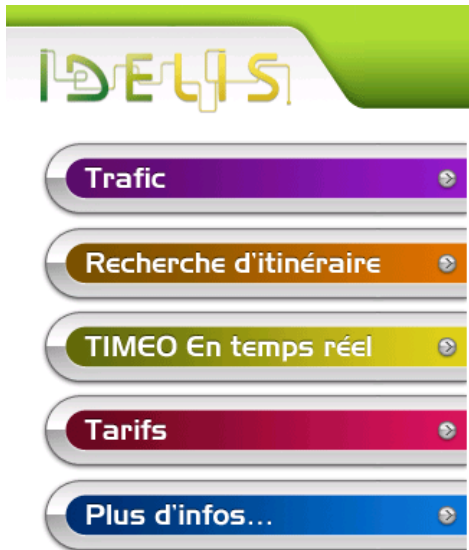 IDELIS
Trafic
Recherche d'itinéraire
TIMEO En temps réel
Tarifs
Plus d'infos...